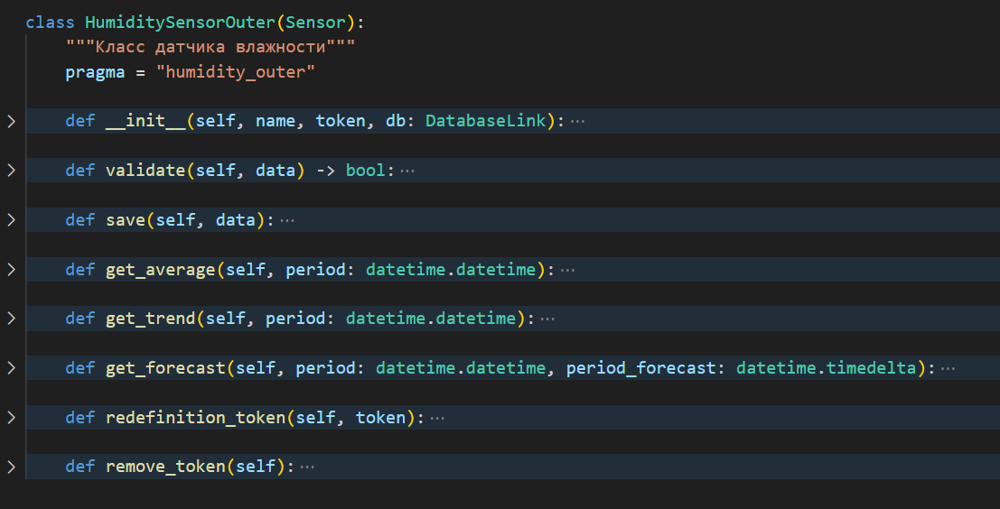 class HumiditySensorOuter(Sensor):
"""Класс датчика влажности"""
pragma = "humidity_outer"
def __init__(self, name, token, db: DatabaseLink): ···
def validate(self, data) -> bool: ···
def save(self, data): ···
def get_average(self, period: datetime.datetime): ···
def get_trend(self, period: datetime.datetime): ···
def get_forecast(self, period: datetime.datetime, period_forecast: datetime.timedelta): ···
def redefinition_token(self, token): ···
def remove_token(self): ···